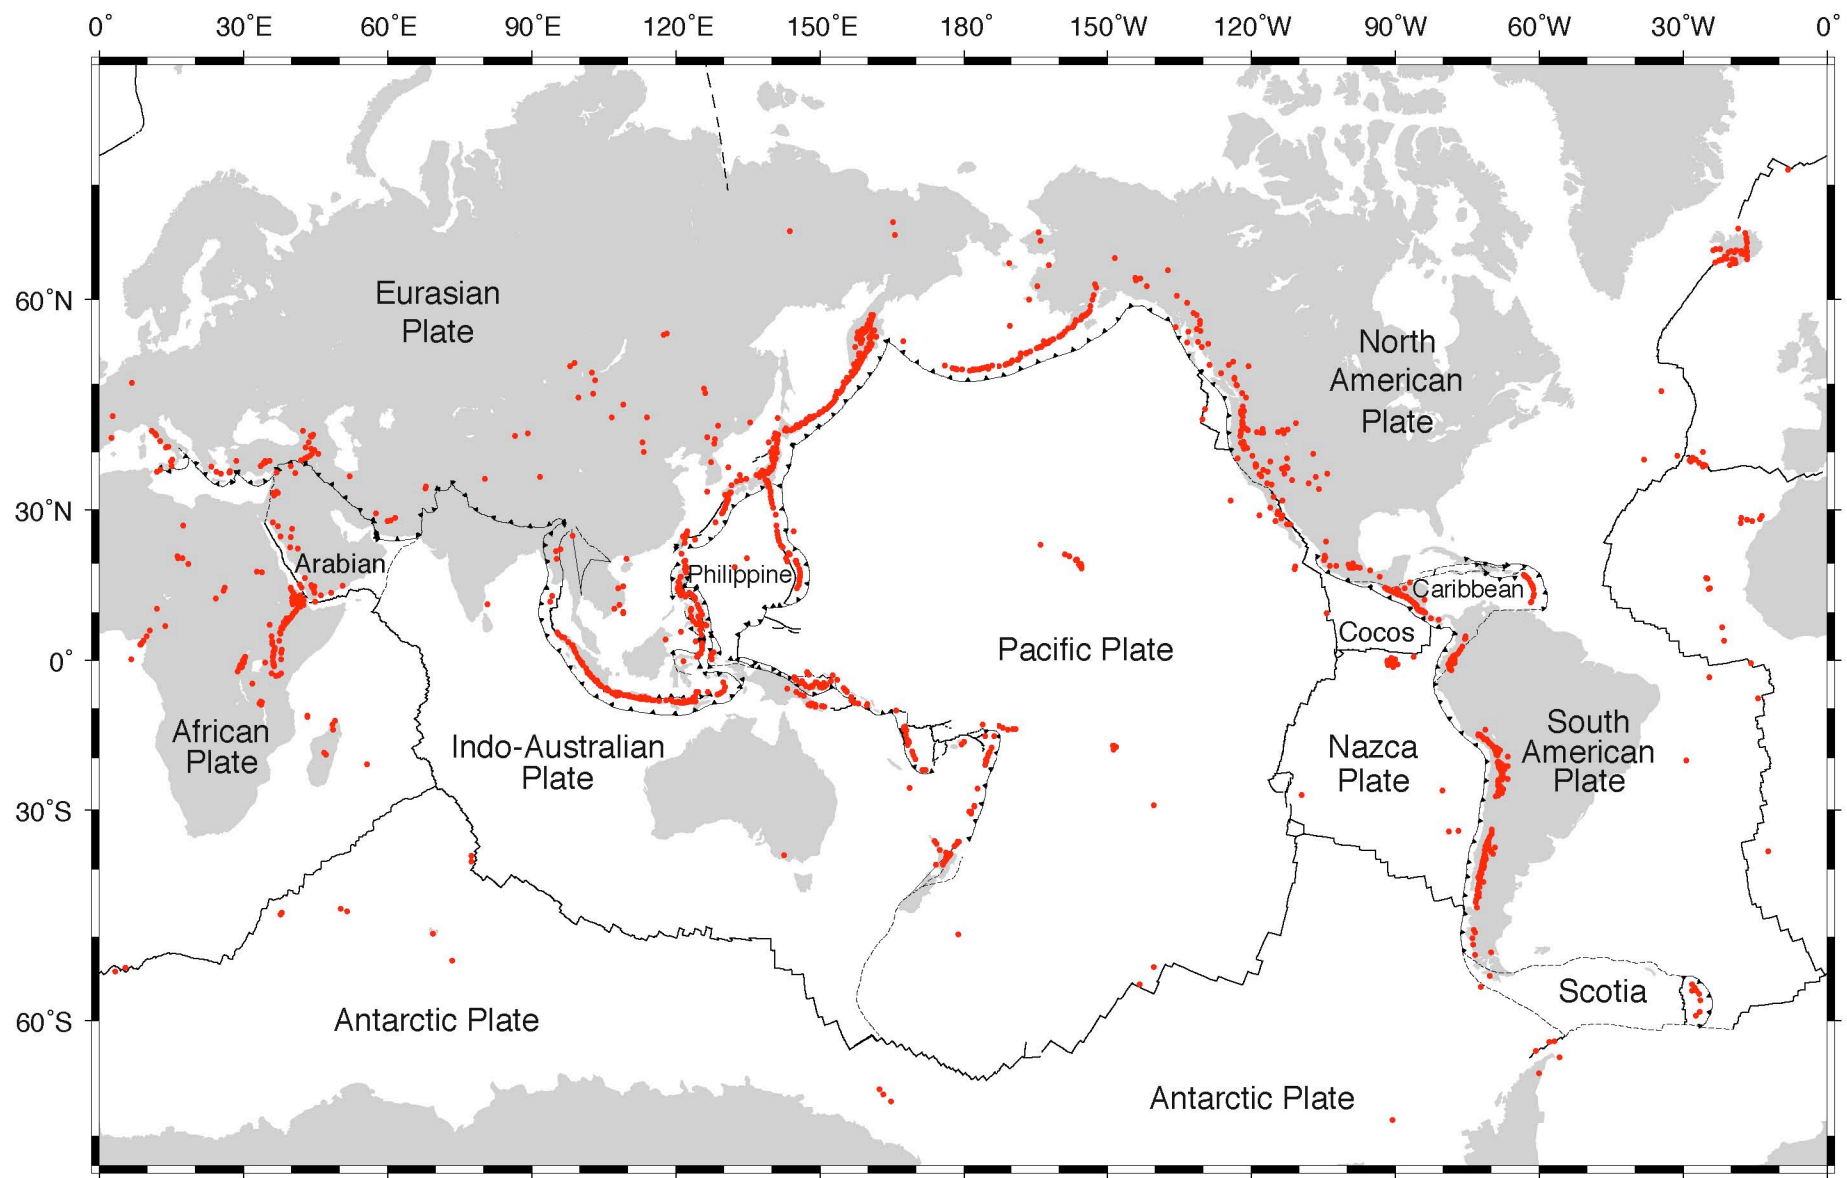 0° 30°E 60°E 90°E 120°E 150°E 180° 150°W 120°W 90°W 60°W 30°W 0°
60°N
Eurasian
Plate
North
American
Plate
30°N
Arabian
Philippine
Caribbean
Cocos
Pacific Plate
0°
African
Plate
Indo-Australian
Plate
Nazca
Plate
South
American
Plate
30°S
Scotia
60°S
Antarctic Plate
Antarctic Plate